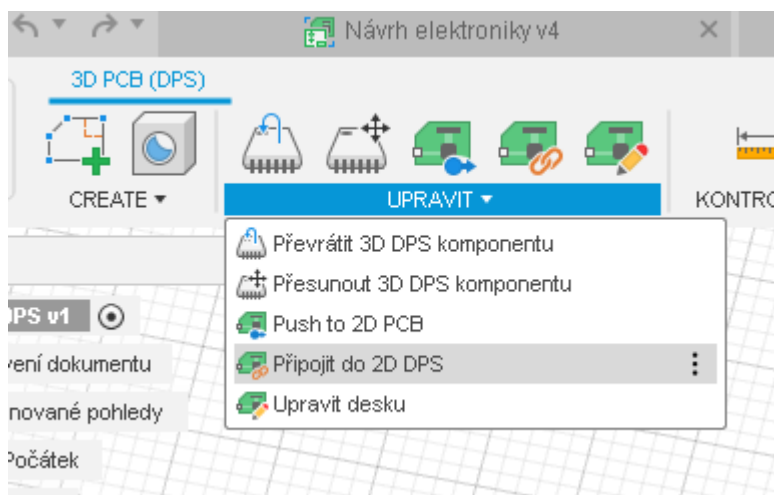 Návrh elektroniky v4
3D PCB (DPS)
CREATE
UPRAVIT
KONTRO
Převrátit 3D DPS komponentu
Přesunout 3D DPS komponentu
DPS v1
Push to 2D PCB
vení dokumentu
Připojit do 2D DPS
nované pohledy
Upravit desku
Počátek